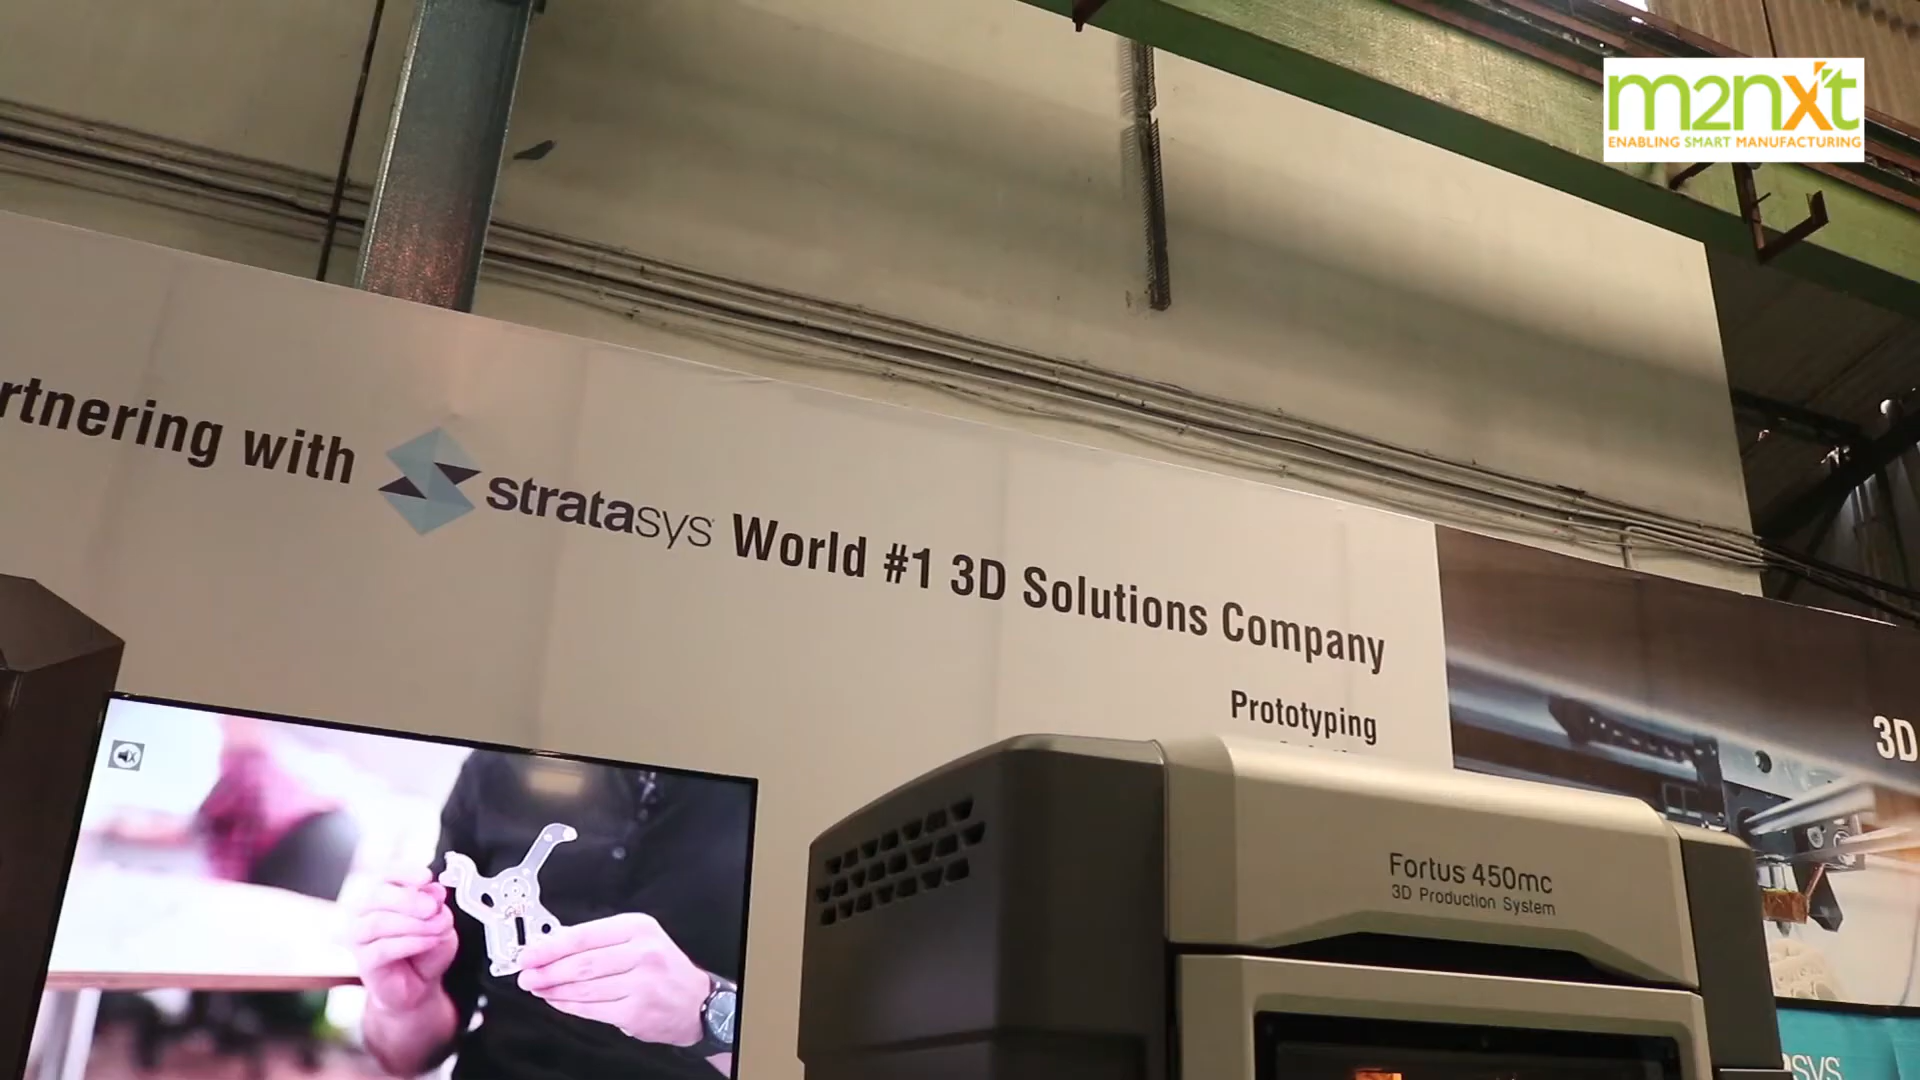 m2nxt
ENABLING SMART MANUFACTURING
rtnering with stratasys World #1 3D Solutions Company
Prototyping
3D
Fortus 450mc
3D Production System
sys